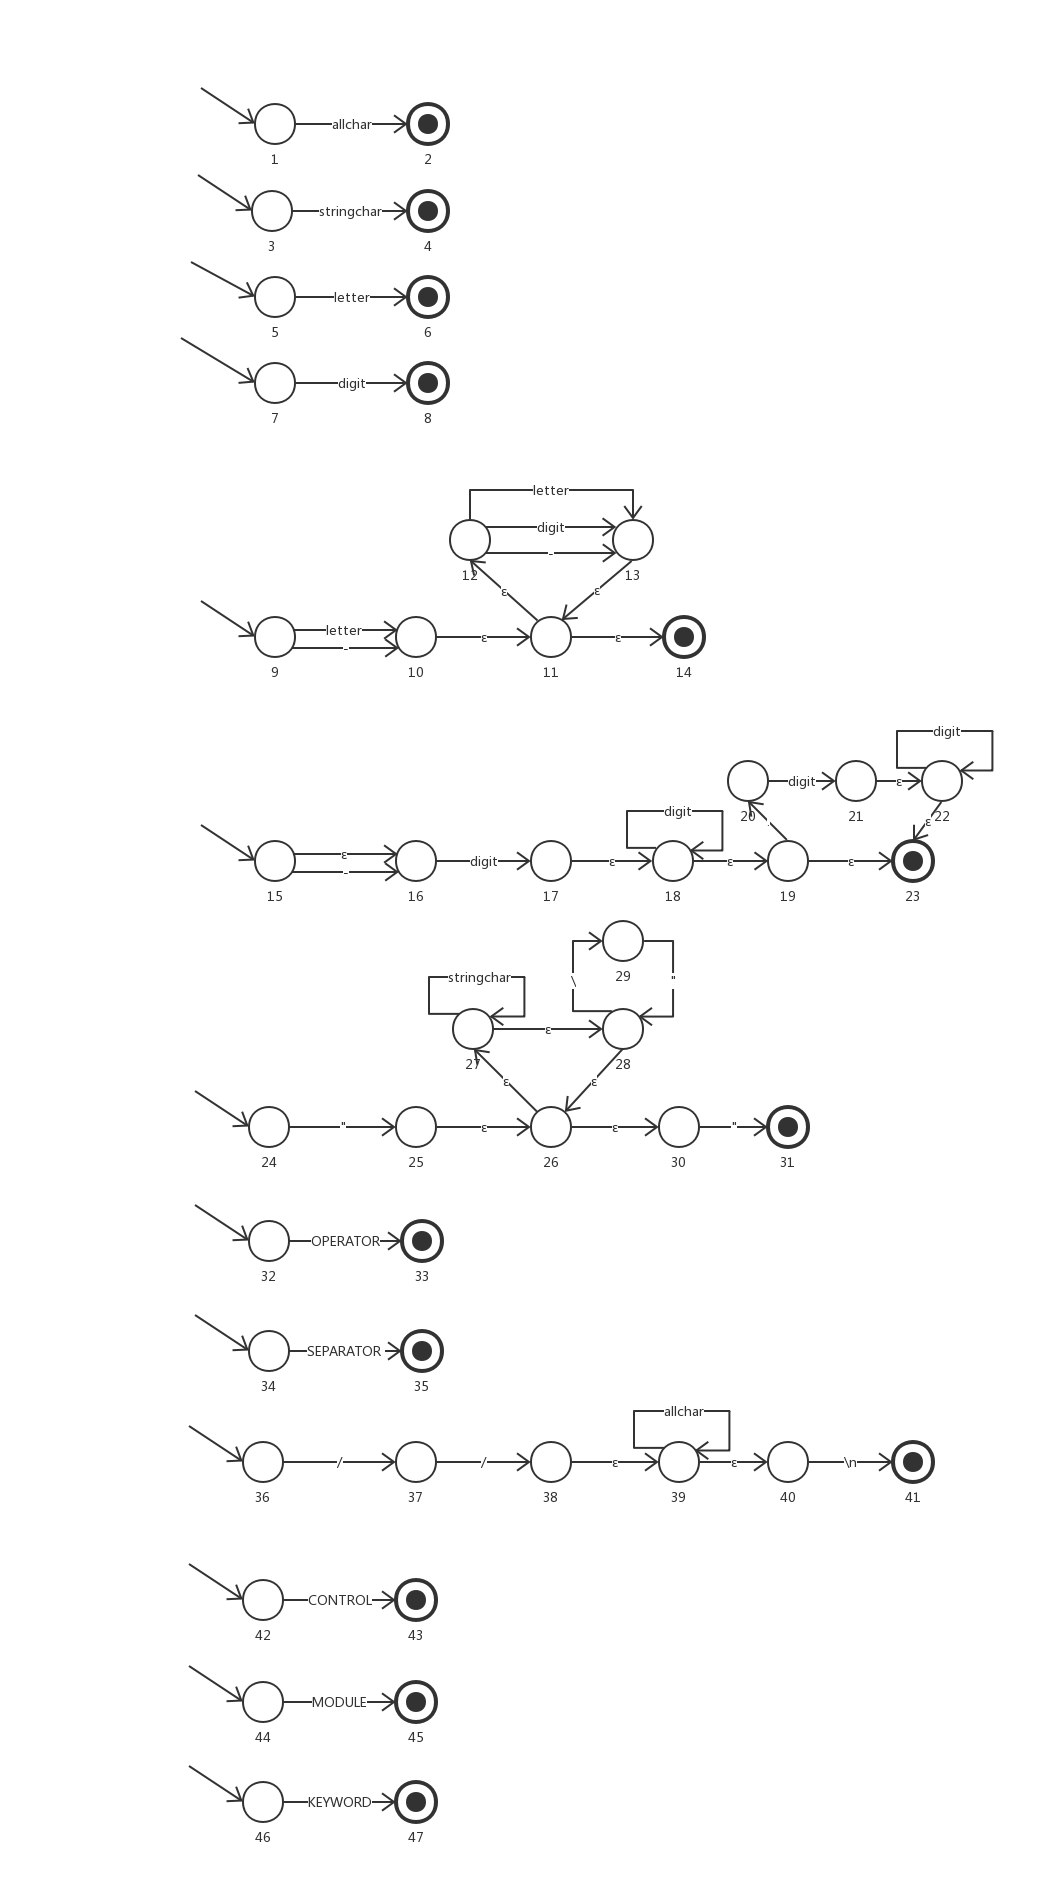 allchar
1 2
stringchar
3 4
letter
5 6
digit
7 8
letter
digit
-
12 13
ε ε
letter
-
ε ε
9 10 11 14
digit
digit ε
20 21 22
. ε
digit
ε
-
digit ε ε ε
15 16 17 18 19 23
29
\ "
stringchar
ε
27 28
ε ε
" ε ε "
24 25 26 30 31
OPERATOR
32 33
SEPARATOR
34 35
allchar
/ / ε ε \n
36 37 38 39 40 41
CONTROL
42 43
MODULE
44 45
KEYWORD
46 47